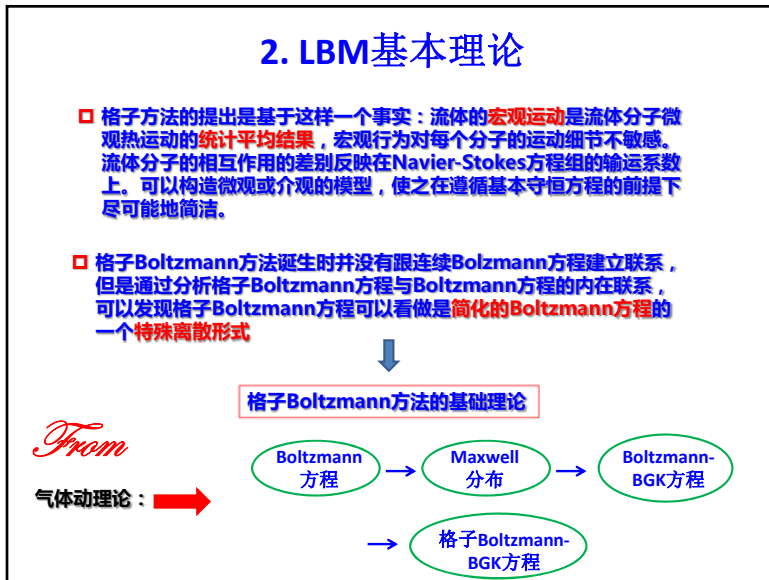 2. LBM基本理论
格子方法的提出是基于这样一个事实：流体的宏观运动是流体分子微
观热运动的统计平均结果，宏观行为对每个分子的运动细节不敏感。
流体分子的相互作用的差别反映在Navier-Stokes方程组的输运系数
上。可以构造微观或介观的模型，使之在遵循基本守恒方程的前提下
尽可能地简洁。
格子Boltzmann方法诞生时并没有跟连续Bolzmann方程建立联系，
但是通过分析格子Boltzmann方程与Boltzmann方程的内在联系，
可以发现格子Boltzmann方程可以看做是简化的Boltzmann方程的
一个特殊离散形式
格子Boltzmann方法的基础理论
From
气体动理论：
Boltzmann
方程
Maxwell
分布
Boltzmann-
BGK方程
格子Boltzmann-
BGK方程